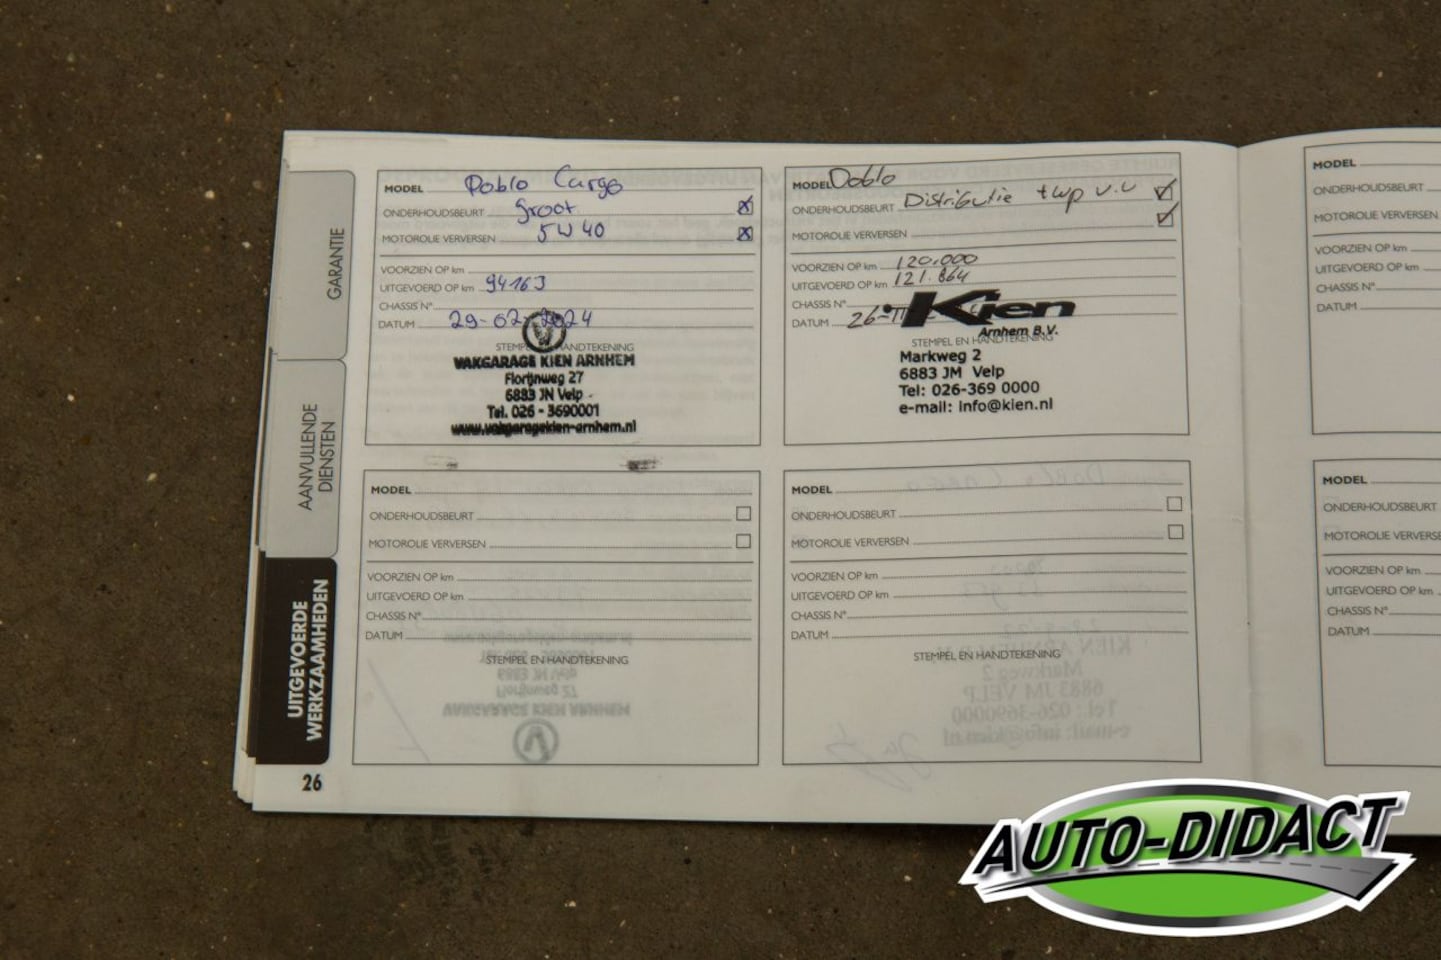 GARANTIE
AANVULLENDE
DIENSTEN
UITGEVOERDE
WERKZAAMHEDEN
26
MODEL Doblo Cargo
ONDERHOUDSBEURT Groot
MOTOROLIE VERVERSEN 5W40
VOORZIEN OP km
UITGEVOERD OP km 94163
CHASSIS N°
DATUM 29-02-2024
STEMPEL EN HANDTEKENING
VAKGARAGE KIEN ARNHEM
Florijnweg 27
6883 JN Velp
Tel. 026 - 3690001
www.vakgaragekien-arnhem.nl
MODEL Doblo
ONDERHOUDSBEURT Distributie + wp v.v
MOTOROLIE VERVERSEN
VOORZIEN OP km 120.000
UITGEVOERD OP km 121.864
CHASSIS N°
DATUM 26-11
Kien
Arnhem B.V.
STEMPEL EN HANDTEKENING
Markweg 2
6883 JM Velp
Tel: 026-369 0000
e-mail: info@kien.nl
MODEL
ONDERHOUDSBEURT
MOTOROLIE VERVERSEN
VOORZIEN OP km
UITGEVOERD OP km
CHASSIS N°
DATUM
STEMPEL EN HANDTEKENING
MODEL
ONDERHOUDSBEURT
MOTOROLIE VERVERSEN
VOORZIEN OP km
UITGEVOERD OP km
CHASSIS N°
DATUM
STEMPEL EN HANDTEKENING
MODEL
ONDERHOUDSBEURT
MOTOROLIE VERVERSEN
VOORZIEN OP km
UITGEVOERD OP km
CHASSIS N°
DATUM
MODEL
ONDERHOUDSBEURT
MOTOROLIE VERVERSE
VOORZIEN OP km
UITGEVOERD OP km
CHASSIS N°
DATUM
AUTO-DIDACT